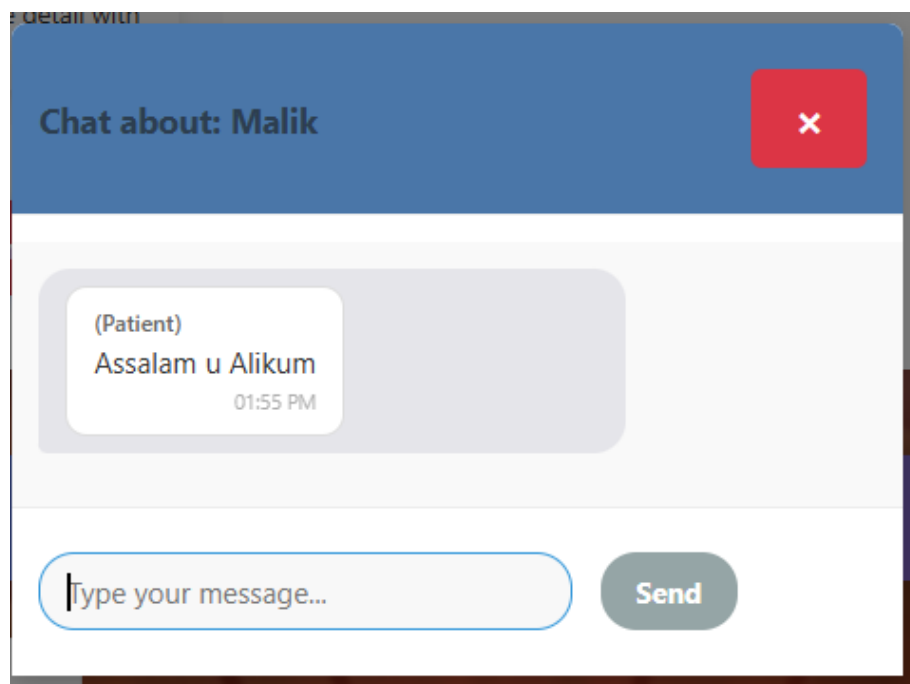 detail with
Chat about: Malik
×
(Patient)
Assalam u Alikum
01:55 PM
Type your message...
Send